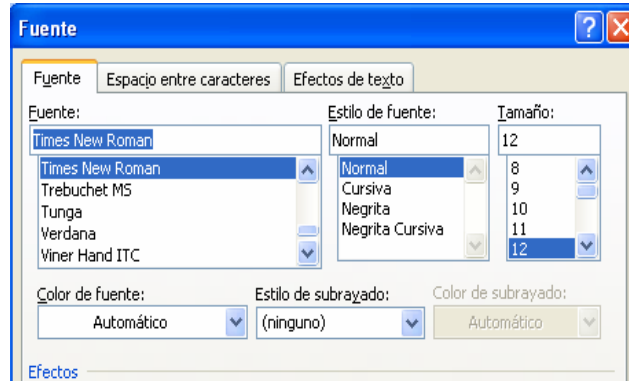 Fuente
Fuente Espacio entre caracteres Efectos de texto
Fuente: Estilo de fuente: Tamaño:
Times New Roman Normal 12
Times New Roman Normal 8
Trebuchet MS Cursiva 9
Tunga Negrita 10
Verdana Negrita Cursiva 11
Viner Hand ITC 12
Color de fuente: Estilo de subrayado: Color de subrayado:
Automático (ninguno) Automático
Efectos